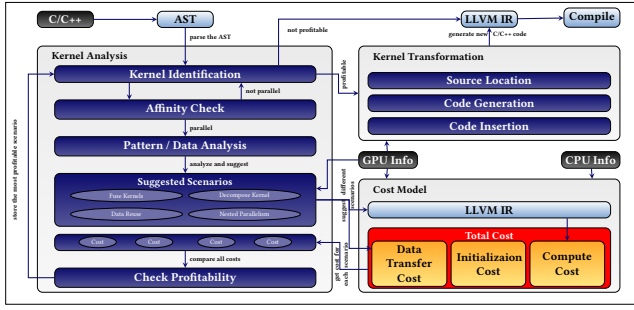 C/C++
AST
LLVM IR
Compile
parse the AST
not profitable
generate new C/C++ code
Kernel Analysis
Kernel Identification
not parallel
Affinity Check
parallel
Pattern / Data Analysis
analyze and suggest
Suggested Scenarios
Fuse Kernels
Decompose Kernel
Data Reuse
Nested Parallelism
Cost
Cost
Cost
Cost
compare all costs
Check Profitability
store the most profitable scenario
profitable
Kernel Transformation
Source Location
Code Generation
Code Insertion
GPU Info
CPU Info
suggest different
scenarios
get cost for
each scenario
Cost Model
LLVM IR
Total Cost
Data
Transfer
Cost
Initializaion
Cost
Compute
Cost